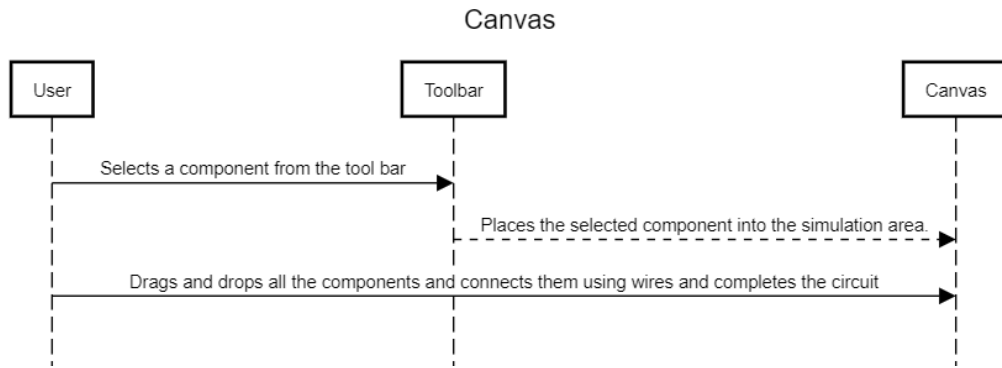 Canvas
User
Toolbar
Canvas
Selects a component from the tool bar
Places the selected component into the simulation area.
Drags and drops all the components and connects them using wires and completes the circuit